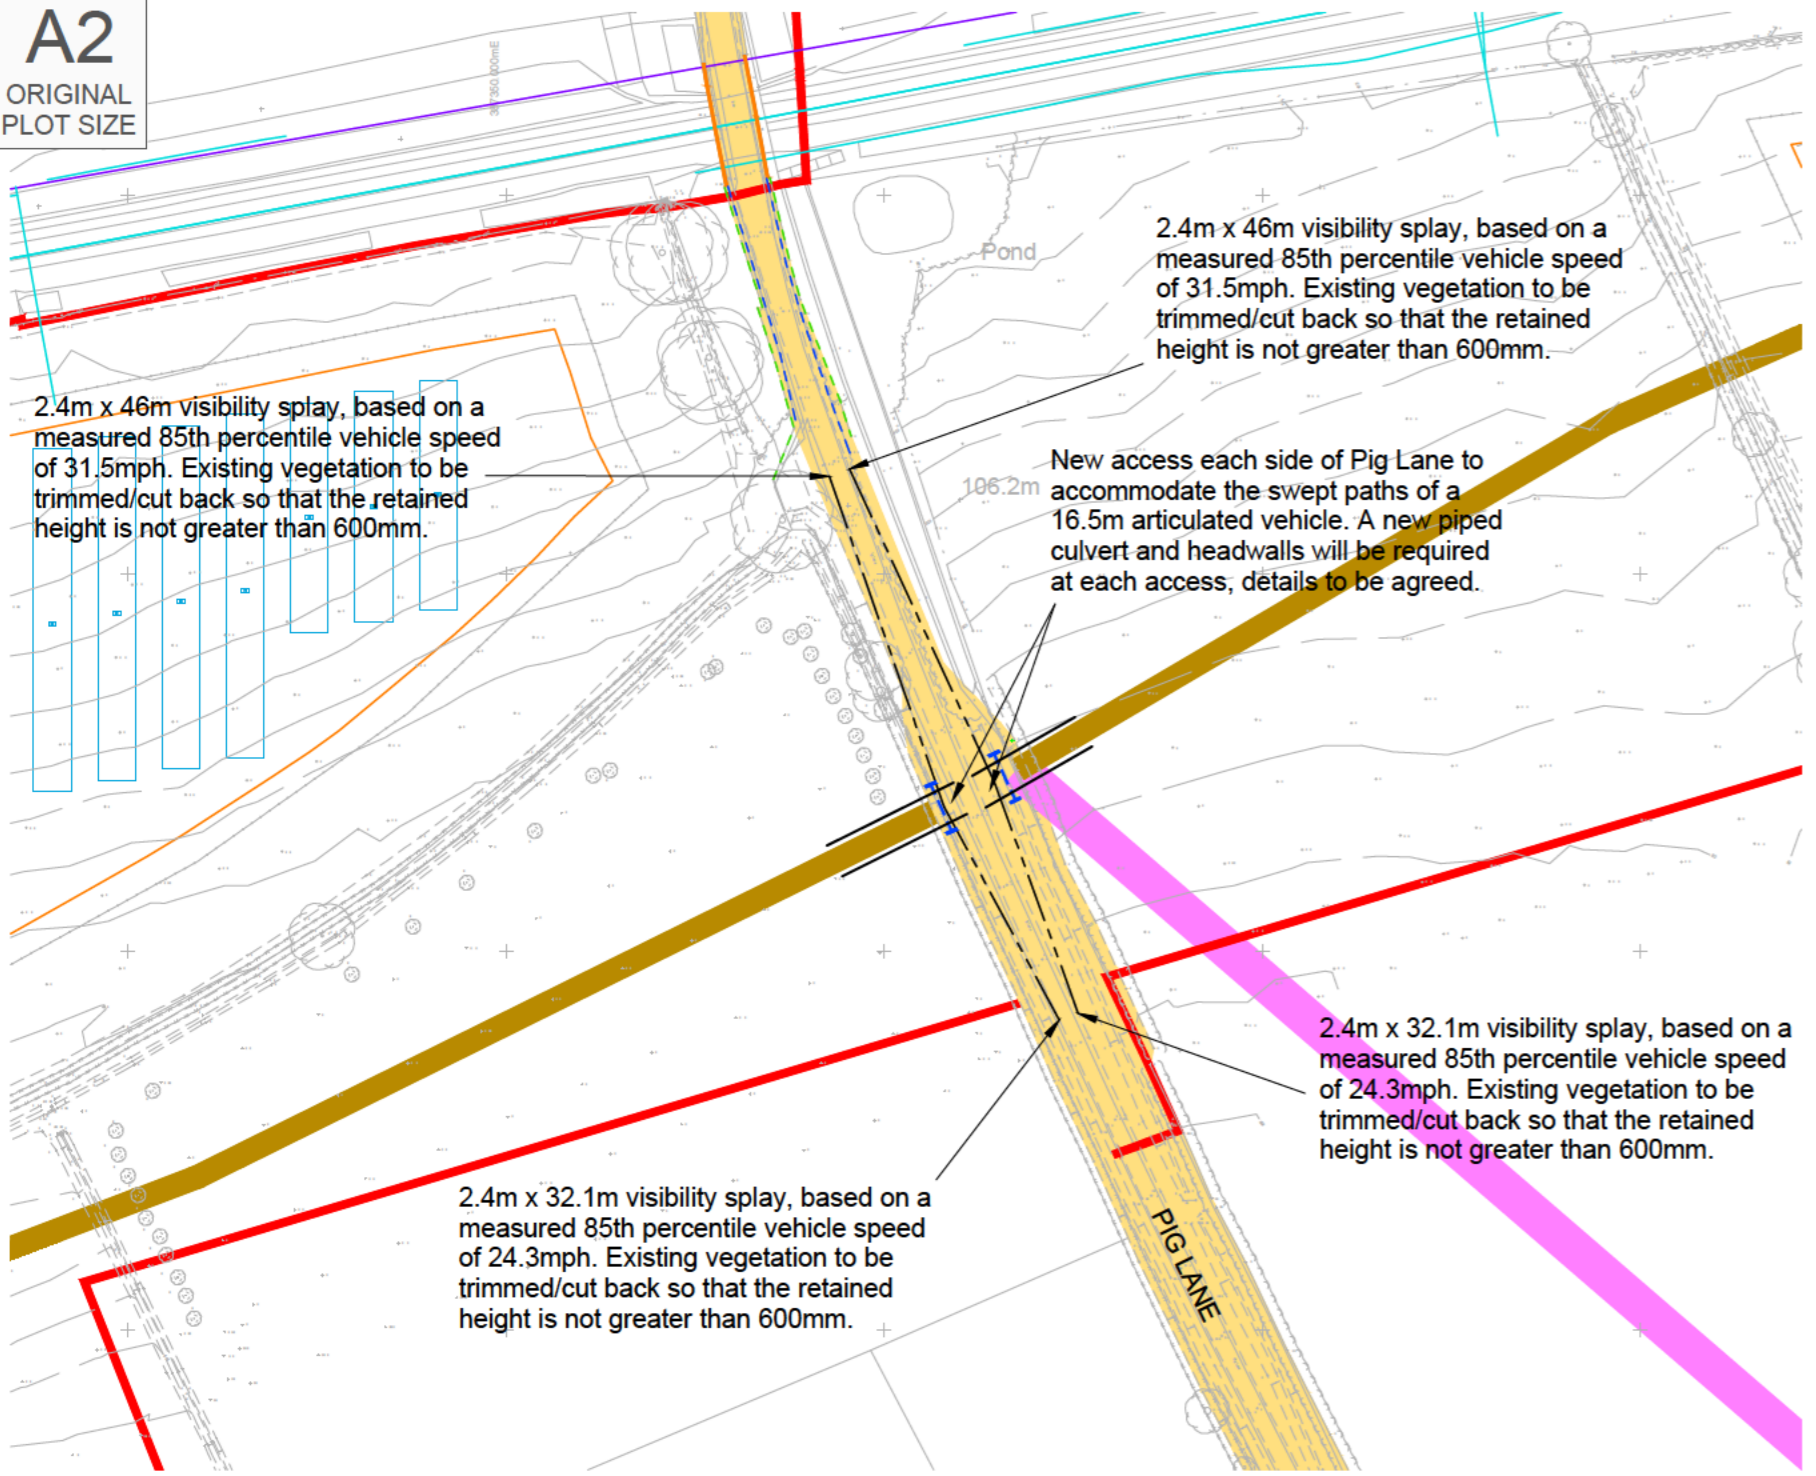 A2
ORIGINAL
PLOT SIZE
Pond
2.4m x 46m visibility splay, based on a
measured 85th percentile vehicle speed
of 31.5mph. Existing vegetation to be
trimmed/cut back so that the retained
height is not greater than 600mm.
2.4m x 46m visibility splay, based on a
measured 85th percentile vehicle speed
of 31.5mph. Existing vegetation to be
trimmed/cut back so that the retained
height is not greater than 600mm.
106.2m
New access each side of Pig Lane to
accommodate the swept paths of a
16.5m articulated vehicle. A new piped
culvert and headwalls will be required
at each access, details to be agreed.
2.4m x 32.1m visibility splay, based on a
measured 85th percentile vehicle speed
of 24.3mph. Existing vegetation to be
trimmed/cut back so that the retained
height is not greater than 600mm.
2.4m x 32.1m visibility splay, based on a
measured 85th percentile vehicle speed
of 24.3mph. Existing vegetation to be
trimmed/cut back so that the retained
height is not greater than 600mm.
PIG LANE